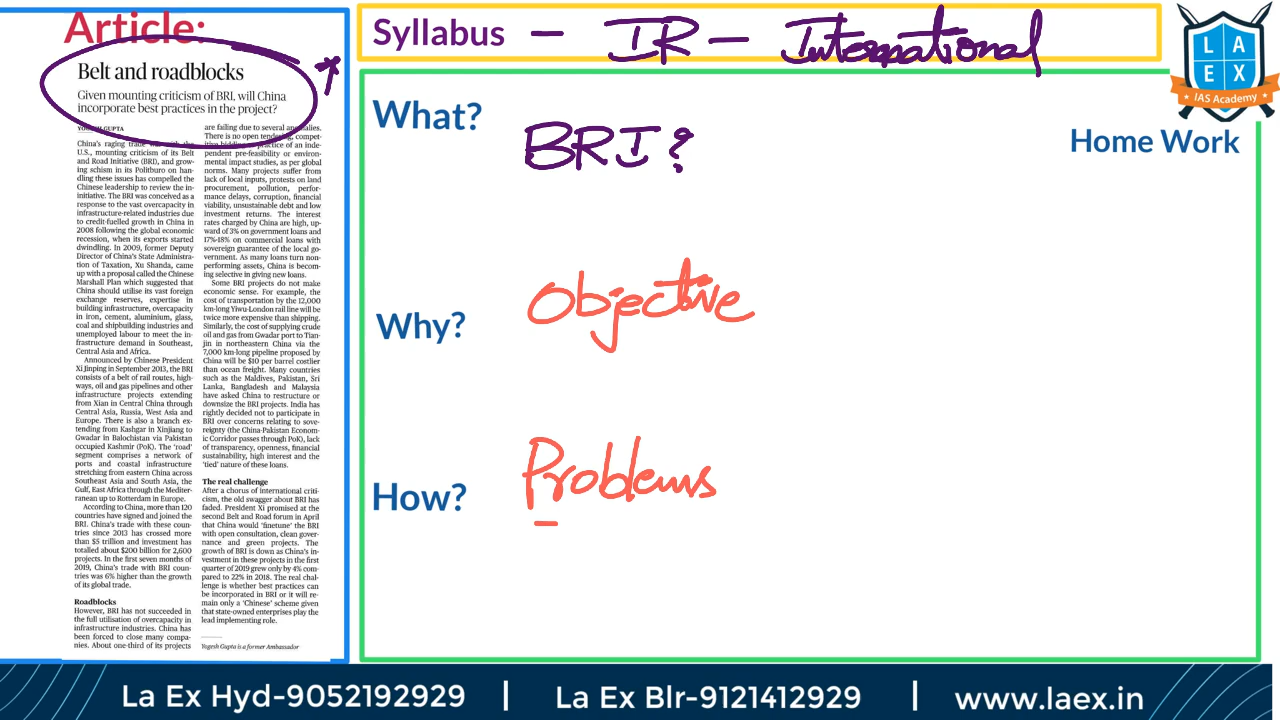 Article:
Belt and roadblocks
Given mounting criticism of BRI, will China
incorporate best practices in the project?
China's raging trade
U.S., mounting criticism of its Belt
and Road Initiative (BRI), and grow-
ing schism in its Politburo on han-
dling these issues has compelled the
Chinese leadership to review the in-
initiative. The BRI was conceived as a
response to the vast overcapacity in
infrastructure-related industries due
to credit-fuelled growth in China in
2008 following the global economic
recession, when its exports started
dwindling. In 2009, former Deputy
Director of China's State Administra-
tion of Taxation, Xu Shanda, came
up with a proposal called the Chinese
Marshall Plan which suggested that
China should utilise its vast foreign
exchange reserves, expertise in
building infrastructure, overcapacity
in iron, cement, aluminium, glass,
coal and shipbuilding industries and
unemployed labour to meet the in-
frastructure demand in Southeast,
Central Asia and Africa.
Announced by Chinese President
Xi Jinping in September 2013, the BRI
consists of a belt of rail routes, high-
ways, oil and gas pipelines and other
infrastructure projects extending
from Xian in Central China through
Central Asia, Russia, West Asia and
Europe. There is also a branch ex-
tending from Kashgar in Xinjiang to
Gwadar in Balochistan via Pakistan
occupied Kashmir (PoK). The 'road'
segment comprises a network of
ports and coastal infrastructure
stretching from eastern China across
Southeast Asia and South Asia, the
Gulf, East Africa through the Mediter-
ranean up to Rotterdam in Europe.
According to China, more than 120
countries have signed and joined the
BRI. China's trade with these coun-
tries since 2013 has crossed more
than $5 trillion and investment has
totalled about $200 billion for 2,600
projects. In the first seven months of
2019, China's trade with BRI coun-
tries was 6% higher than the growth
of its global trade.
Roadblocks
However, BRI has not succeeded in
the full utilisation of overcapacity in
infrastructure industries. China has
been forced to close many compa-
nies. About one-third of its projects
are failing due to several anomalies.
There is no open tendering, compet-
itive bidding or practice of an inde-
pendent pre-feasibility or environ-
mental impact studies, as per global
norms. Many projects suffer from
lack of local inputs, protests on land
procurement, pollution, perfor-
mance delays, corruption, financial
viability, unsustainable debt and low
investment returns. The interest
rates charged by China are high, up-
ward of 3% on government loans and
17%-18% on commercial loans with
sovereign guarantee of the local go-
vernment. As many loans turn non-
performing assets, China is becom-
ing selective in giving new loans.
Some BRI projects do not make
economic sense. For example, the
cost of transportation by the 12,000
km-long Yiwu-London rail line will be
twice more expensive than shipping.
Similarly, the cost of supplying crude
oil and gas from Gwadar port to Tian-
jin in northeastern China via the
7,000 km-long pipeline proposed by
China will be $10 per barrel costlier
than ocean freight. Many countries
such as the Maldives, Pakistan, Sri
Lanka, Bangladesh and Malaysia
have asked China to restructure or
downsize the BRI projects. India has
rightly decided not to participate in
BRI over concerns relating to sove-
reignty (the China-Pakistan Econom-
ic Corridor passes through PoK), lack
of transparency, openness, financial
sustainability, high interest and the
'tied' nature of these loans.
The real challenge
After a chorus of international criti-
cism, the old swagger about BRI has
faded. President Xi promised at the
second Belt and Road forum in April
that China would 'finetune' the BRI
with open consultation, clean gover-
nance and green projects. The
growth of BRI is down as China's in-
vestment in these projects in the first
quarter of 2019 grew only by 4% com-
pared to 22% in 2018. The real chal-
lenge is whether best practices can
be incorporated in BRI or it will re-
main only a 'Chinese' scheme given
that state-owned enterprises play the
lead implementing role.
Yogesh Gupta is a former Ambassador
Syllabus - IR - International
LAEX
IAS Academy
What? BRI?
Home Work
Why? Objective
How? Problems
La Ex Hyd-9052192929 | La Ex Blr-9121412929 | www.laex.in